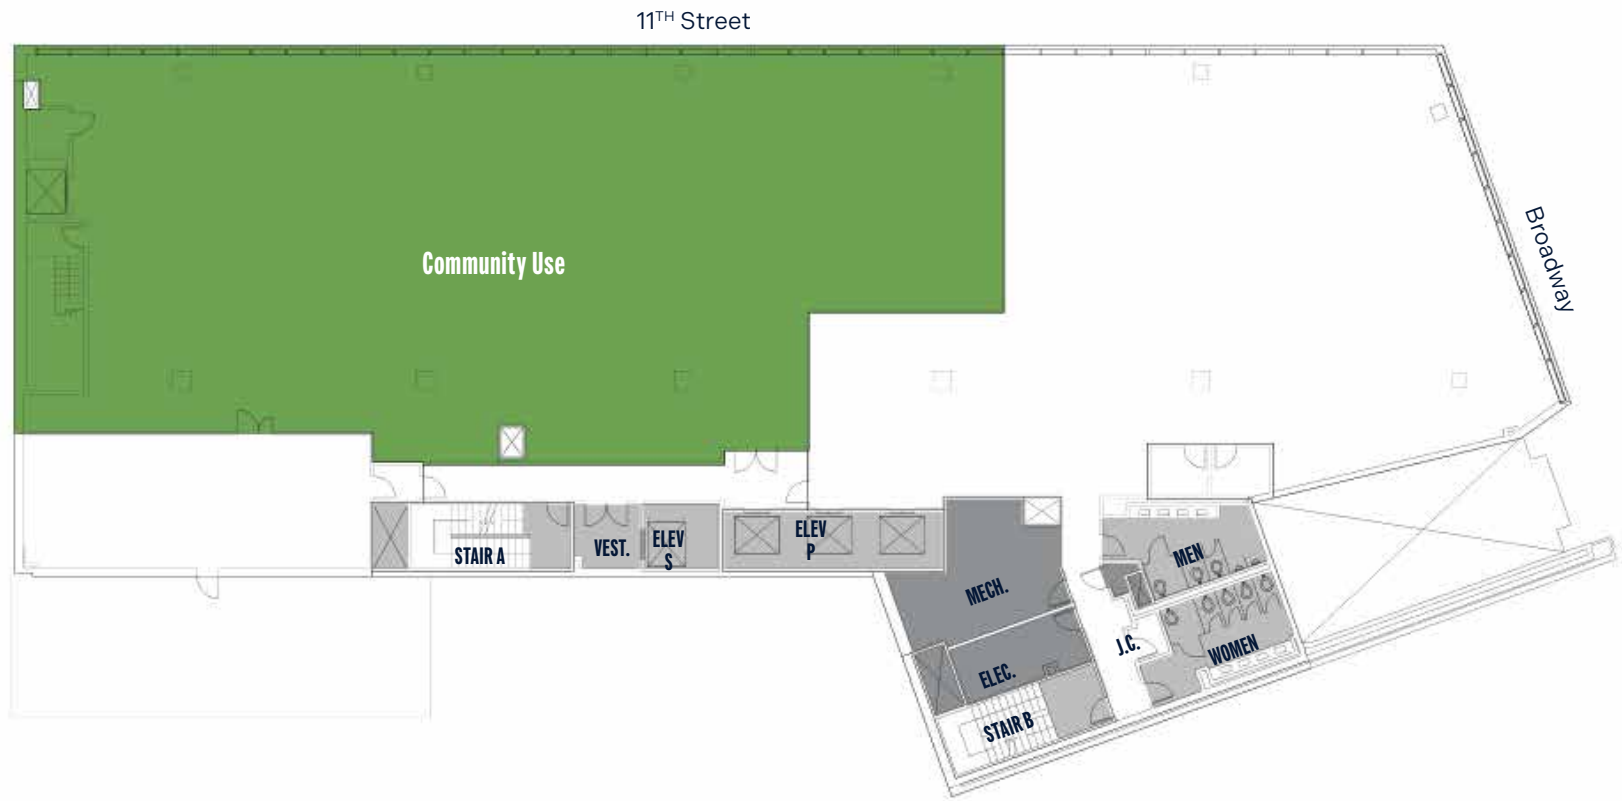 11TH Street
Broadway
Community Use
STAIR A
VEST.
ELEV
S
ELEV
P
MECH.
MEN
J.C.
WOMEN
ELEC.
STAIR B